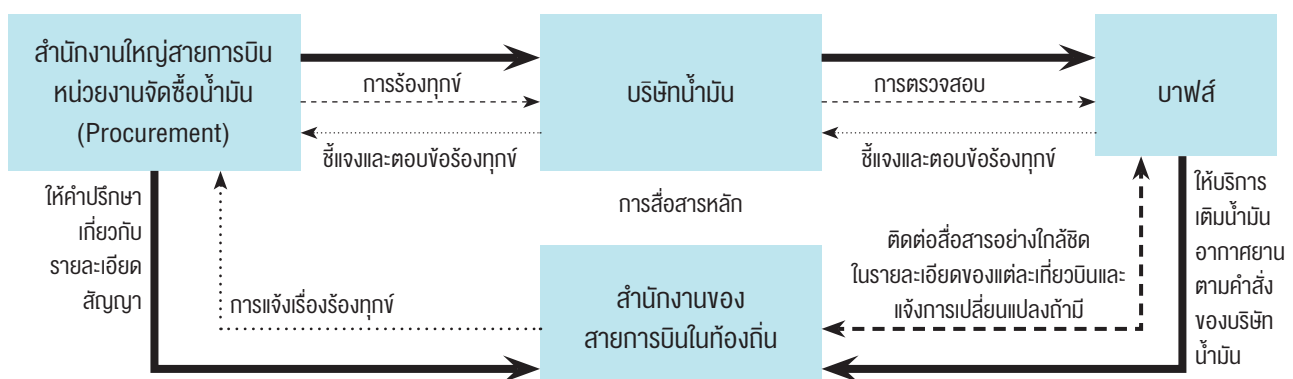 สำนักงานใหญ่สายการบิน
หน่วยงานจัดซื้อน้ำมัน
(Procurement)
การร้องทุกข์
ชี้แจงและตอบข้อร้องทุกข์
บริษัทน้ำมัน
การตรวจสอบ
ชี้แจงและตอบข้อร้องทุกข์
บาฟส์
ให้คำปรึกษา
เกี่ยวกับ
รายละเอียด
สัญญา
การสื่อสารหลัก
การแจ้งเรื่องร้องทุกข์
สำนักงานของ
สายการบินในท้องถิ่น
ติดต่อสื่อสารอย่างใกล้ชิด
ในรายละเอียดของแต่ละเที่ยวบินและ
แจ้งการเปลี่ยนแปลงถ้ามี
ให้บริการ
เติมน้ำมัน
อากาศยาน
ตามคำสั่ง
ของบริษัท
น้ำมัน